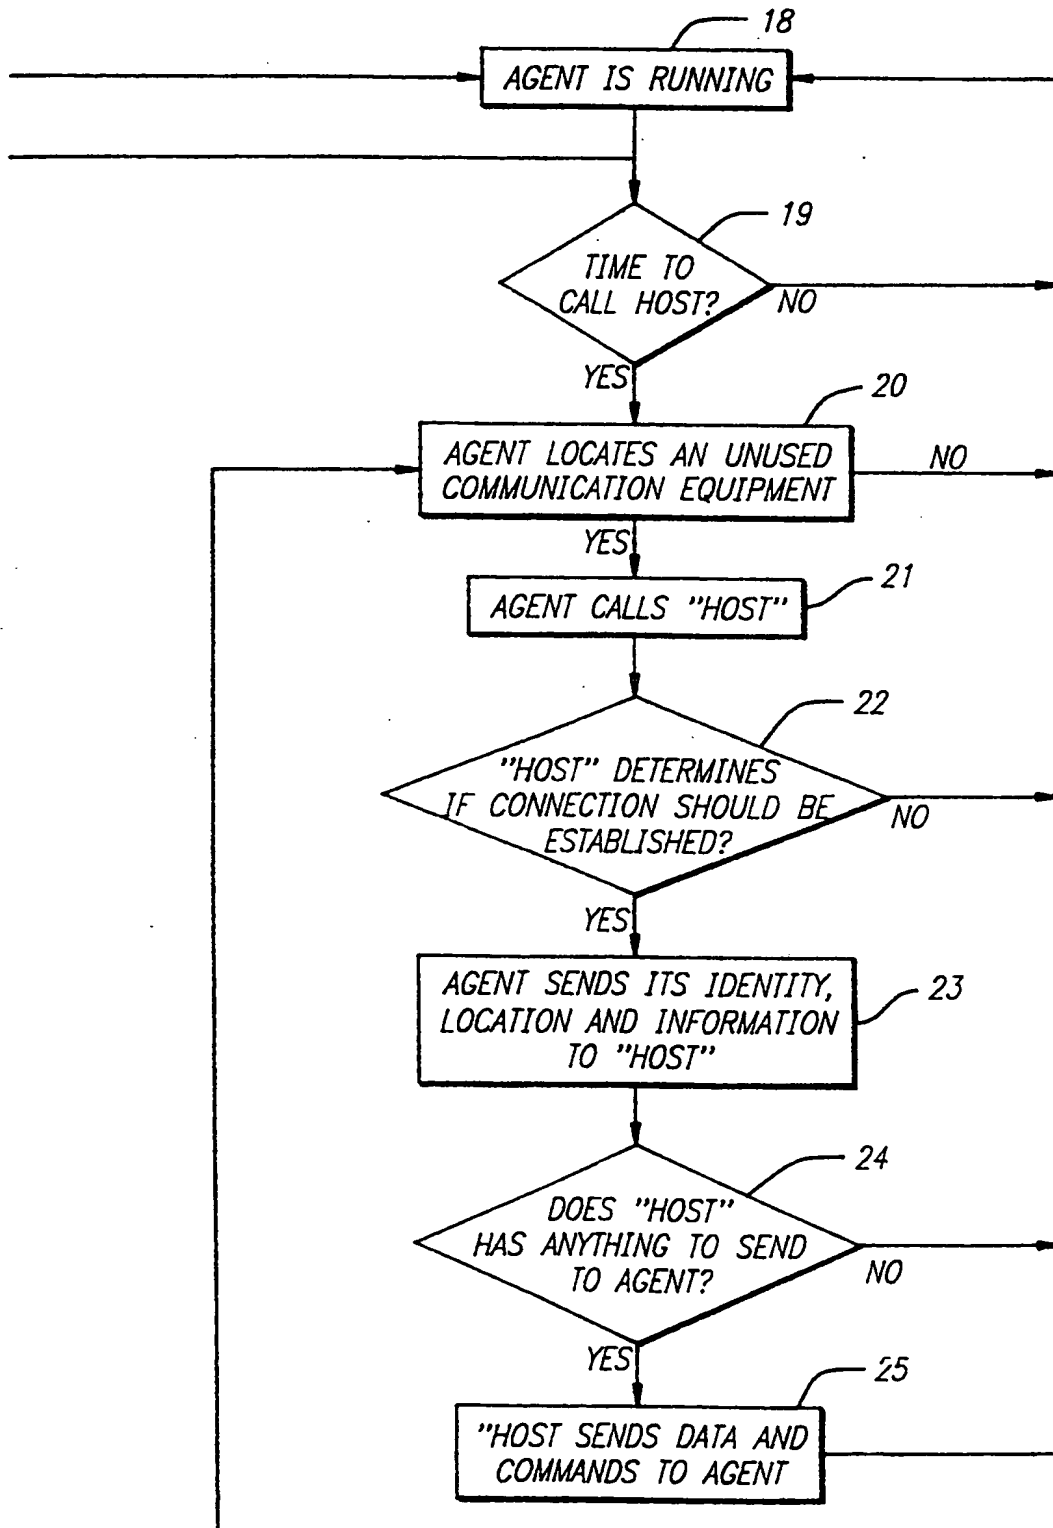 18
AGENT IS RUNNING
19
TIME TO
CALL HOST?
NO
YES
20
AGENT LOCATES AN UNUSED
COMMUNICATION EQUIPMENT
NO
YES
21
AGENT CALLS "HOST"
22
"HOST" DETERMINES
IF CONNECTION SHOULD BE
ESTABLISHED?
NO
YES
23
AGENT SENDS ITS IDENTITY,
LOCATION AND INFORMATION
TO "HOST"
24
DOES "HOST"
HAS ANYTHING TO SEND
TO AGENT?
NO
YES
25
"HOST SENDS DATA AND
COMMANDS TO AGENT